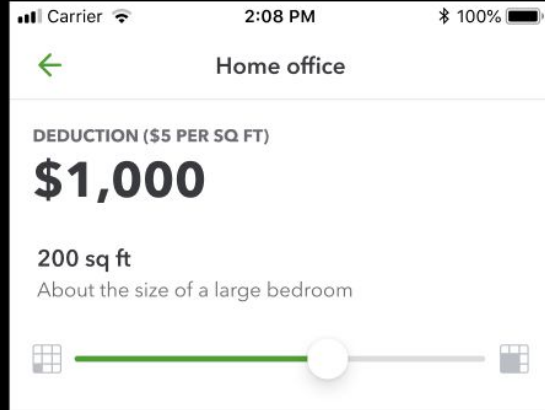 Carrier 2:08 PM 100%
Home office
DEDUCTION ($5 PER SQ FT)
$1,000
200 sq ft
About the size of a large bedroom